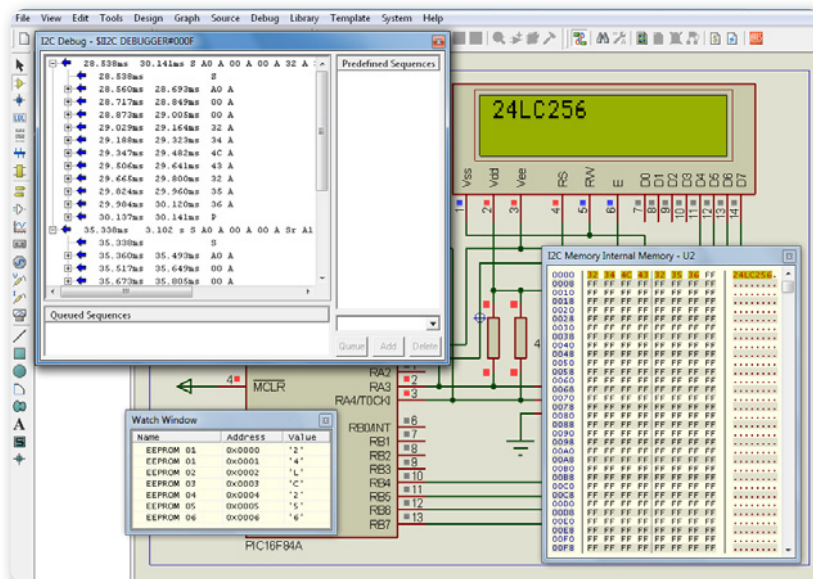 File View Edit Tools Design Graph Source Debug Library Template System Help
I2C Debug - $II2C DEBUGGER#000F
28.538ms 30.141ms S A0 A 00 A 00 A 32 A
28.538ms S
28.560ms 28.693ms A0 A
28.717ms 28.849ms 00 A
28.873ms 29.005ms 00 A
29.029ms 29.164ms 32 A
29.188ms 29.323ms 34 A
29.347ms 29.482ms 4C A
29.506ms 29.641ms 43 A
29.665ms 29.800ms 32 A
29.824ms 29.960ms 35 A
29.984ms 30.120ms 36 A
30.137ms 30.141ms P
35.338ms 3.102 s S A0 A 00 A 00 A Sr A1
35.338ms S
35.360ms 35.493ms A0 A
35.517ms 35.649ms 00 A
35.673ms 35.805ms 00 A
Predefined Sequences
Queued Sequences
Queue Add Delete
24LC256
Vss Vdd Vee RS RW E D0 D1 D2 D3 D4 D5 D6 D7
1 2 3 4 5 6 7 8 9 10 11 12 13 14
I2C Memory Internal Memory - U2
0000 32 34 4C 43 32 35 36 FF 24LC256.
0008 FF FF FF FF FF FF FF FF ........
0010 FF FF FF FF FF FF FF FF ........
0018 FF FF FF FF FF FF FF FF ........
0020 FF FF FF FF FF FF FF FF ........
0028 FF FF FF FF FF FF FF FF ........
0030 FF FF FF FF FF FF FF FF ........
0038 FF FF FF FF FF FF FF FF ........
0040 FF FF FF FF FF FF FF FF ........
0048 FF FF FF FF FF FF FF FF ........
0050 FF FF FF FF FF FF FF FF ........
0058 FF FF FF FF FF FF FF FF ........
0060 FF FF FF FF FF FF FF FF ........
0068 FF FF FF FF FF FF FF FF ........
0070 FF FF FF FF FF FF FF FF ........
0078 FF FF FF FF FF FF FF FF ........
0080 FF FF FF FF FF FF FF FF ........
0088 FF FF FF FF FF FF FF FF ........
0090 FF FF FF FF FF FF FF FF ........
0098 FF FF FF FF FF FF FF FF ........
00A0 FF FF FF FF FF FF FF FF ........
00A8 FF FF FF FF FF FF FF FF ........
00B0 FF FF FF FF FF FF FF FF ........
00B8 FF FF FF FF FF FF FF FF ........
00C0 FF FF FF FF FF FF FF FF ........
00C8 FF FF FF FF FF FF FF FF ........
00D0 FF FF FF FF FF FF FF FF ........
00D8 FF FF FF FF FF FF FF FF ........
00E0 FF FF FF FF FF FF FF FF ........
00E8 FF FF FF FF FF FF FF FF ........
00F0 FF FF FF FF FF FF FF FF ........
00F8 FF FF FF FF FF FF FF FF ........
4
MCLR
RA2 1
RA3 2
RA4/T0CKI 3
RB0/INT 6
RB1 7
RB2 8
RB3 9
RB4 10
RB5 11
RB6 12
RB7 13
PIC16F84A
Watch Window
Name Address Value
EEPROM 01 0x0000 '2'
EEPROM 01 0x0001 '4'
EEPROM 02 0x0002 'L'
EEPROM 03 0x0003 'C'
EEPROM 04 0x0004 '2'
EEPROM 05 0x0005 '5'
EEPROM 06 0x0006 '6'